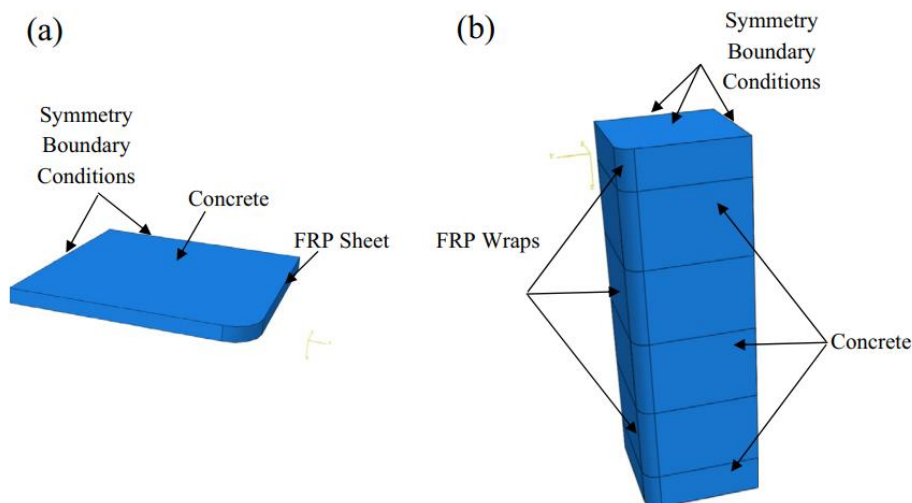 (a)
Symmetry
Boundary
Conditions
Concrete
FRP Sheet
(b)
Symmetry
Boundary
Conditions
FRP Wraps
Concrete